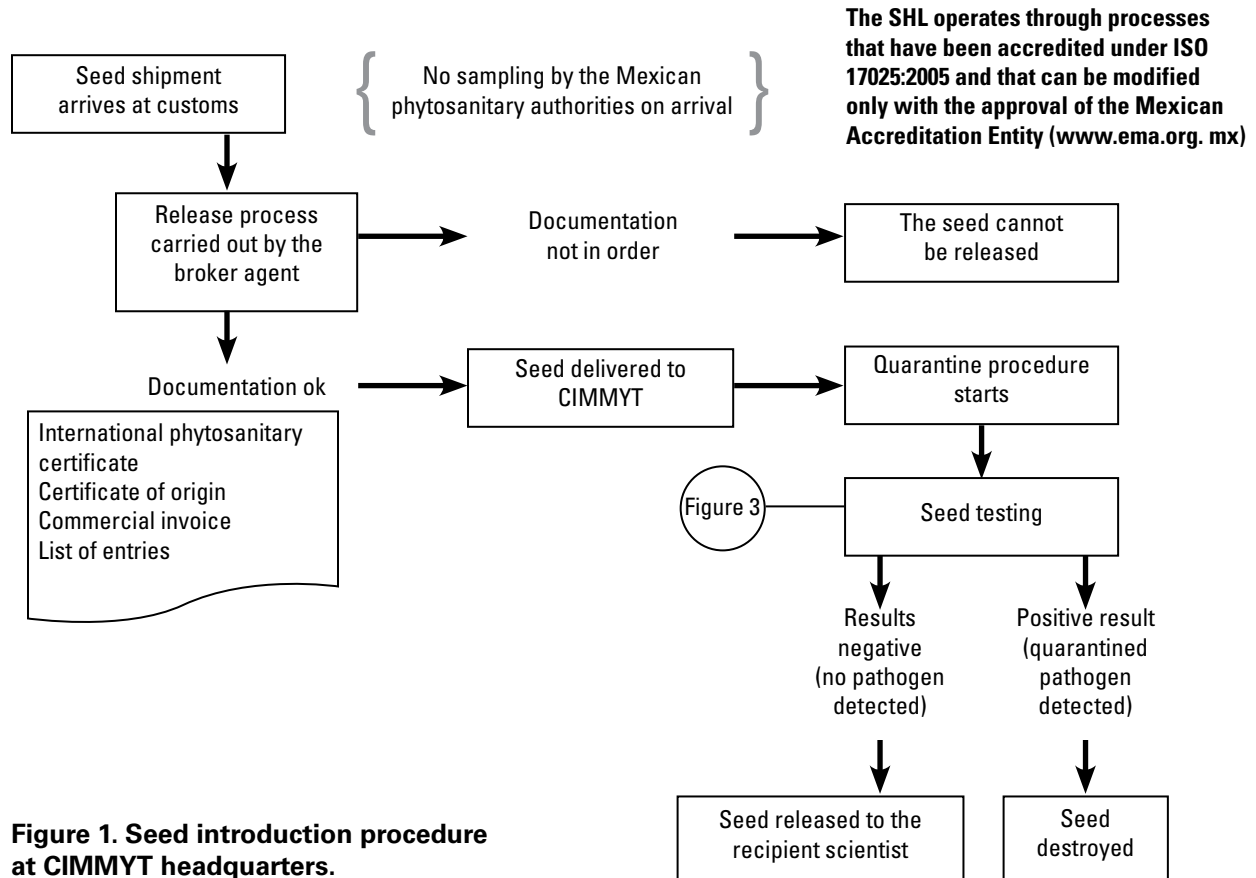 The SHL operates through processes
that have been accredited under ISO
17025:2005 and that can be modified
only with the approval of the Mexican
Accreditation Entity (www.ema.org. mx)
Seed shipment
arrives at customs
{ No sampling by the Mexican
phytosanitary authorities on arrival }
Release process
carried out by the
broker agent
Documentation
not in order
The seed cannot
be released
Documentation ok
Seed delivered to
CIMMYT
Quarantine procedure
starts
International phytosanitary
certificate
Certificate of origin
Commercial invoice
List of entries
Figure 3
Seed testing
Results
negative
(no pathogen
detected)
Positive result
(quarantined
pathogen
detected)
Seed released to the
recipient scientist
Seed
destroyed
Figure 1. Seed introduction procedure
at CIMMYT headquarters.